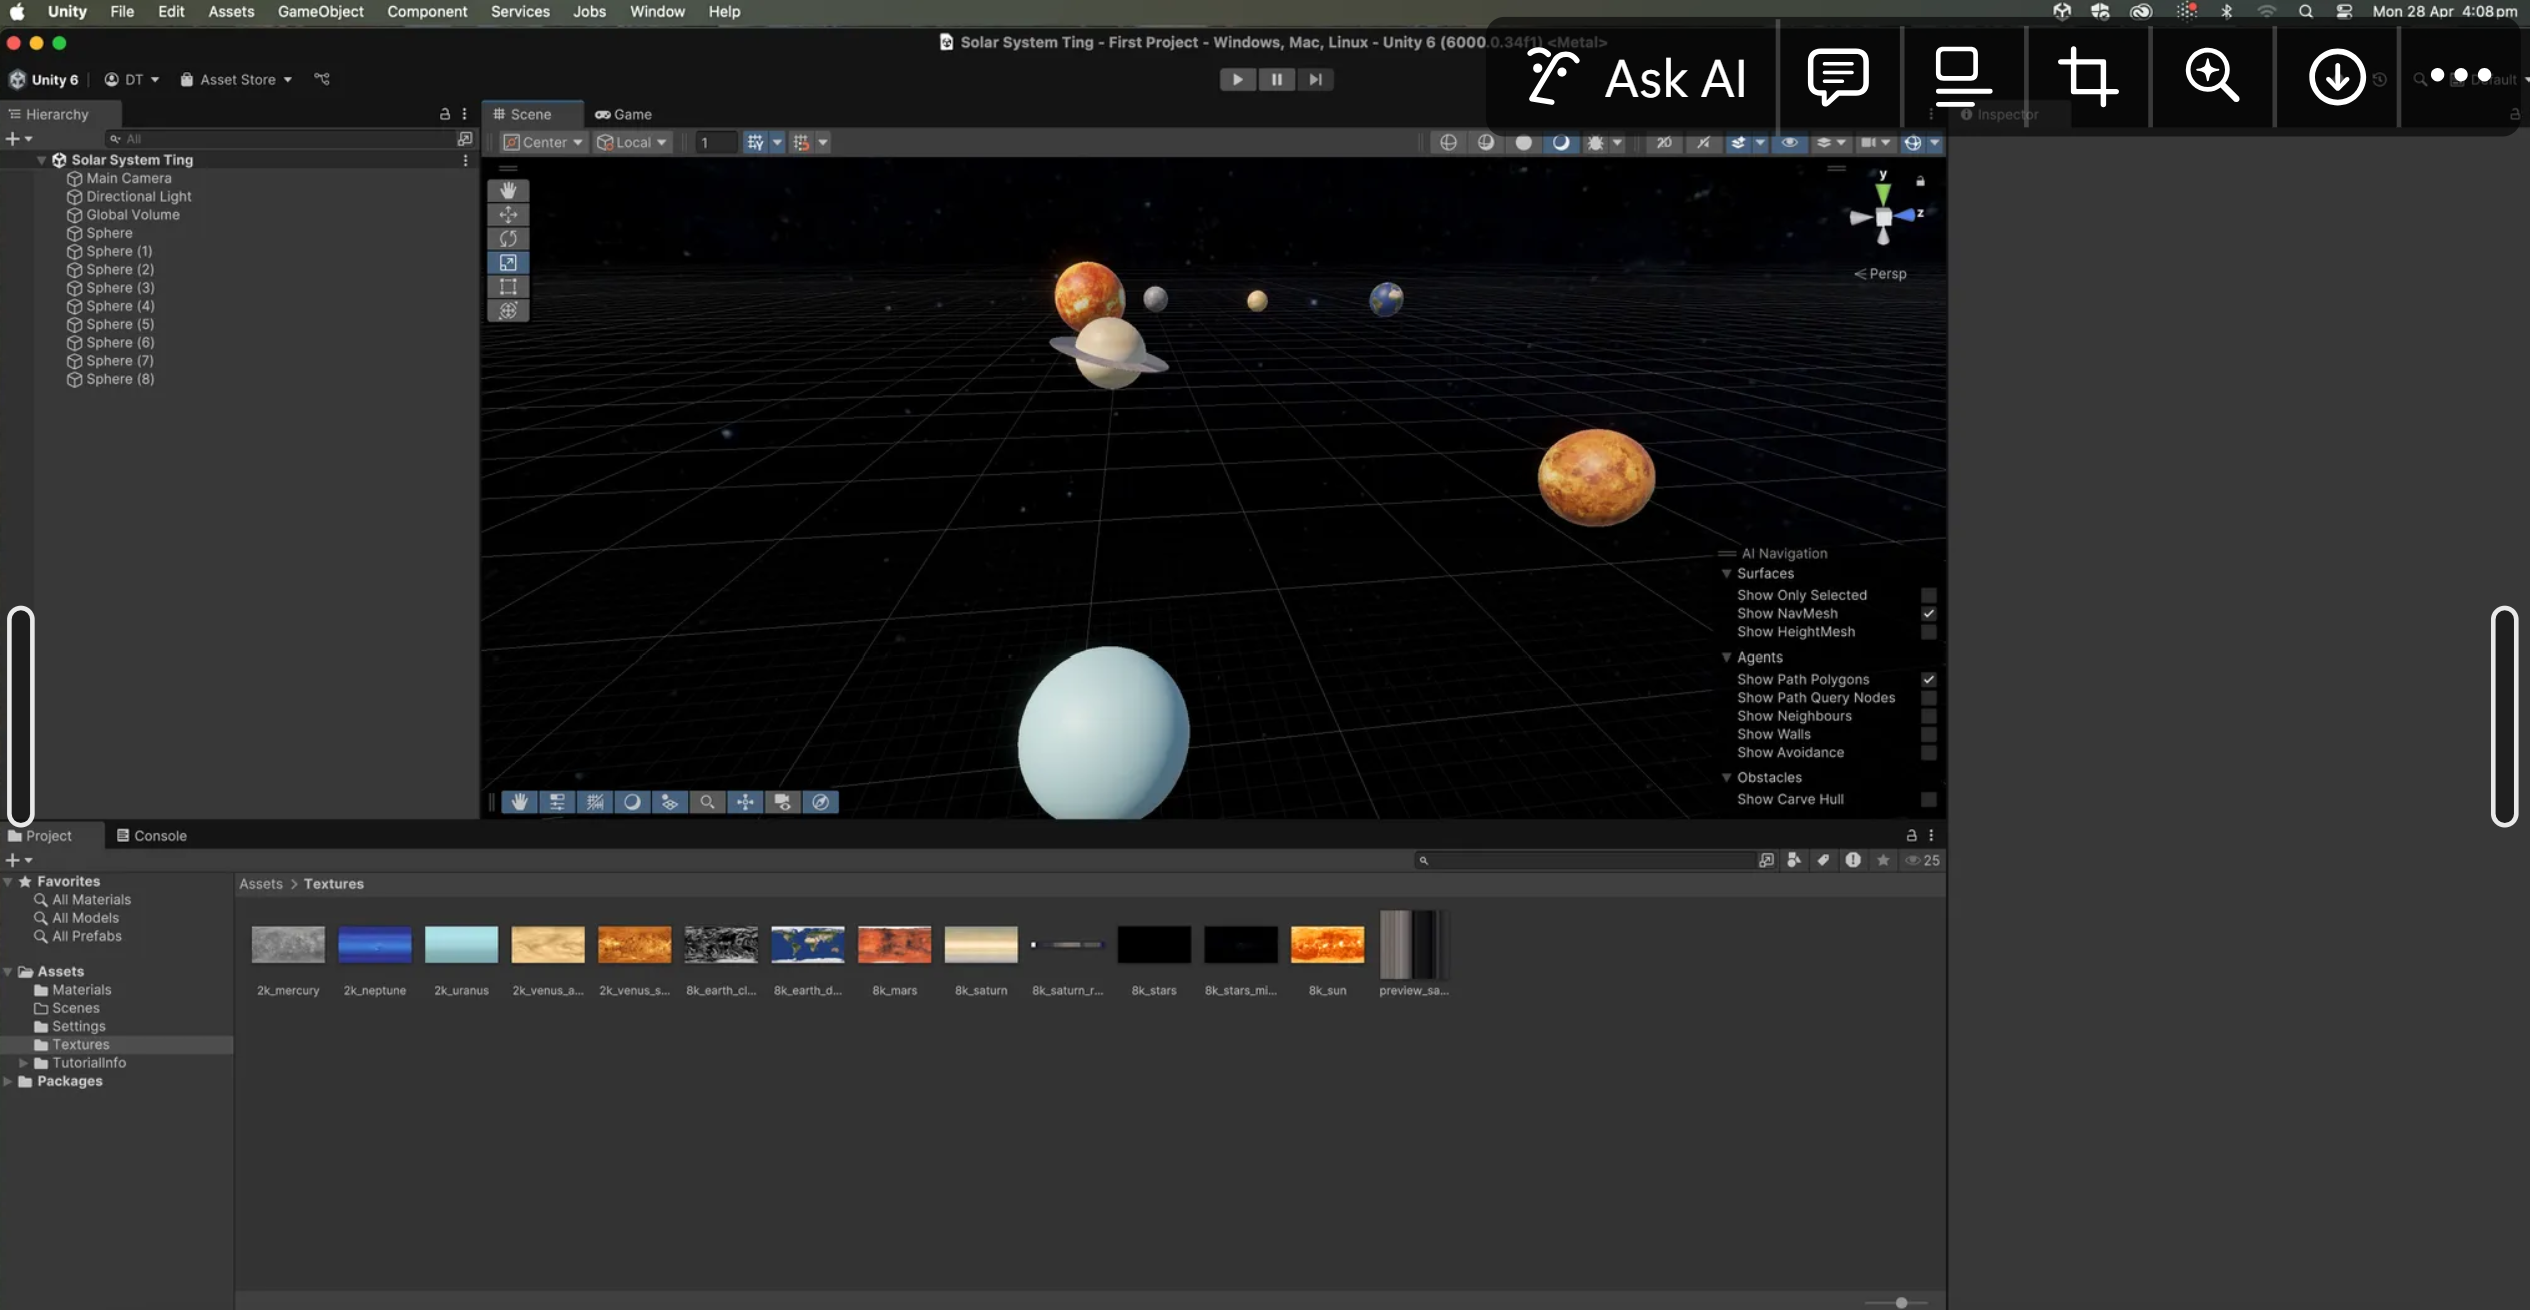 Unity File Edit Assets GameObject Component Services Jobs Window Help Mon 28 Apr 4:08pm
Solar System Ting - First Project - Windows, Mac, Linux - Unity 6 (6000.0.34f1) <Metal>
Unity 6 DT Asset Store
Ask AI
Hierarchy
Scene Game
Inspector
All
Center Local 1 2D
Solar System Ting
Main Camera
Directional Light
Global Volume
Sphere
Sphere (1)
Sphere (2)
Sphere (3)
Sphere (4)
Sphere (5)
Sphere (6)
Sphere (7)
Sphere (8)
y
z
Persp
AI Navigation
Surfaces
Show Only Selected
Show NavMesh
Show HeightMesh
Agents
Show Path Polygons
Show Path Query Nodes
Show Neighbours
Show Walls
Show Avoidance
Obstacles
Show Carve Hull
Project Console
25
Favorites
All Materials
All Models
All Prefabs
Assets
Materials
Scenes
Settings
Textures
TutorialInfo
Packages
Assets > Textures
2k_mercury 2k_neptune 2k_uranus 2k_venus_a... 2k_venus_s... 8k_earth_cl... 8k_earth_d... 8k_mars 8k_saturn 8k_saturn_r... 8k_stars 8k_stars_mi... 8k_sun preview_sa...